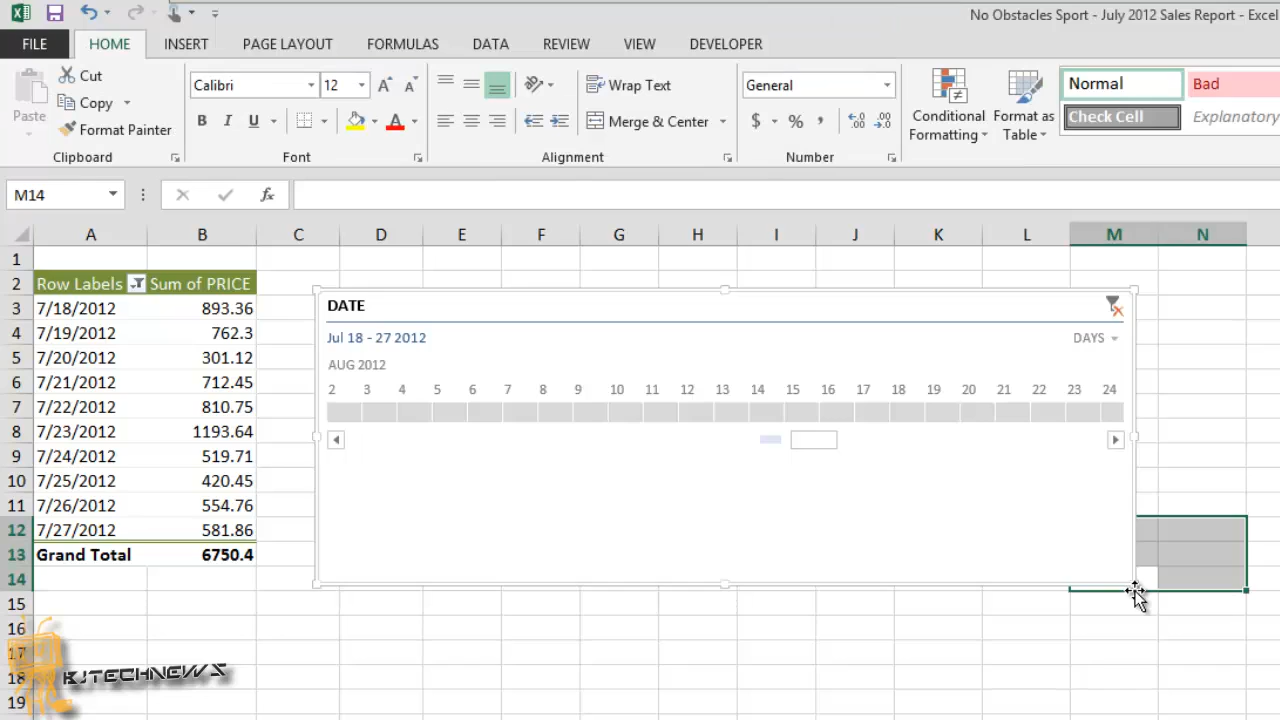 No Obstacles Sport - July 2012 Sales Report - Excel
FILE HOME INSERT PAGE LAYOUT FORMULAS DATA REVIEW VIEW DEVELOPER
Paste
Cut
Copy
Format Painter
Clipboard
Calibri 12
B I U
Font
Wrap Text
Merge & Center
Alignment
General
$ % ,
Number
Conditional
Formatting
Format as
Table
Normal Bad
Check Cell Explanatory
M14 fx
A B C D E F G H I J K L M N
1
2 Row Labels Sum of PRICE
3 7/18/2012 893.36
4 7/19/2012 762.3
5 7/20/2012 301.12
6 7/21/2012 712.45
7 7/22/2012 810.75
8 7/23/2012 1193.64
9 7/24/2012 519.71
10 7/25/2012 420.45
11 7/26/2012 554.76
12 7/27/2012 581.86
13 Grand Total 6750.4
14
15
16
17
18
19
DATE
Jul 18 - 27 2012 DAYS
AUG 2012
2 3 4 5 6 7 8 9 10 11 12 13 14 15 16 17 18 19 20 21 22 23 24
KJTECHNEWS